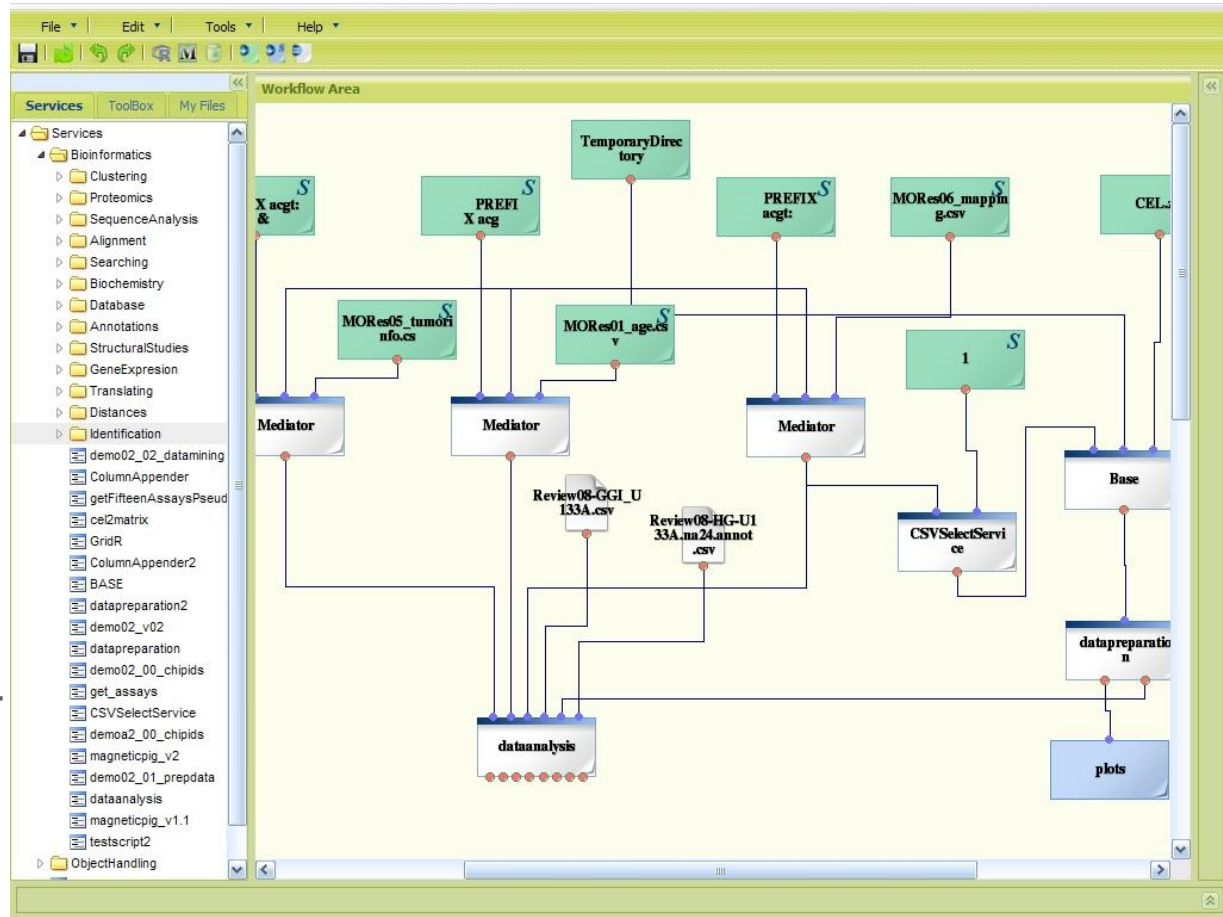 File Edit Tools Help
R M
Services ToolBox My Files
Services
Bioinformatics
Clustering
Proteomics
SequenceAnalysis
Alignment
Searching
Biochemistry
Database
Annotations
StructuralStudies
GeneExpresion
Translating
Distances
Identification
demo02_02_datamining
ColumnAppender
getFifteenAssaysPseud
cel2matrix
GridR
ColumnAppender2
BASE
datapreparation2
demo02_v02
datapreparation
demo02_00_chipids
get_assays
CSVSelectService
demoa2_00_chipids
magneticpig_v2
demo02_01_prepdata
dataanalysis
magneticpig_v1.1
testscript2
ObjectHandling
Workflow Area
TemporaryDirec
tory
S
X acgt:
&
S
PREFI
X acg
S
PREFIX
acgt:
S
MORes06_mappin
g.csv
CEL.
S
MORes05_tumori
nfo.cs
S
MORes01_age.cs
v
S
1
Mediator
Mediator
Mediator
Base
Review08-GGI_U
133A.csv
Review08-HG-U1
33A.na24.annot
.csv
CSVSelectServi
ce
datapreparatio
n
dataanalysis
plots